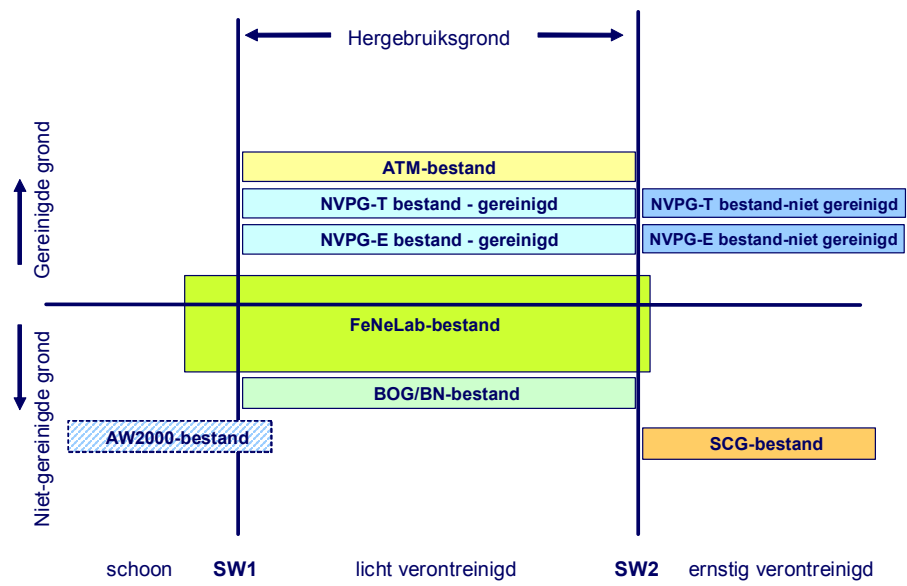 Hergebruiksgrond
Gereinigde grond
ATM-bestand
NVPG-T bestand - gereinigd
NVPG-T bestand-niet gereinigd
NVPG-E bestand - gereinigd
NVPG-E bestand-niet gereinigd
FeNeLab-bestand
Niet-gereinigde grond
BOG/BN-bestand
AW2000-bestand
SCG-bestand
schoon SW1 licht verontreinigd SW2 ernstig verontreinigd